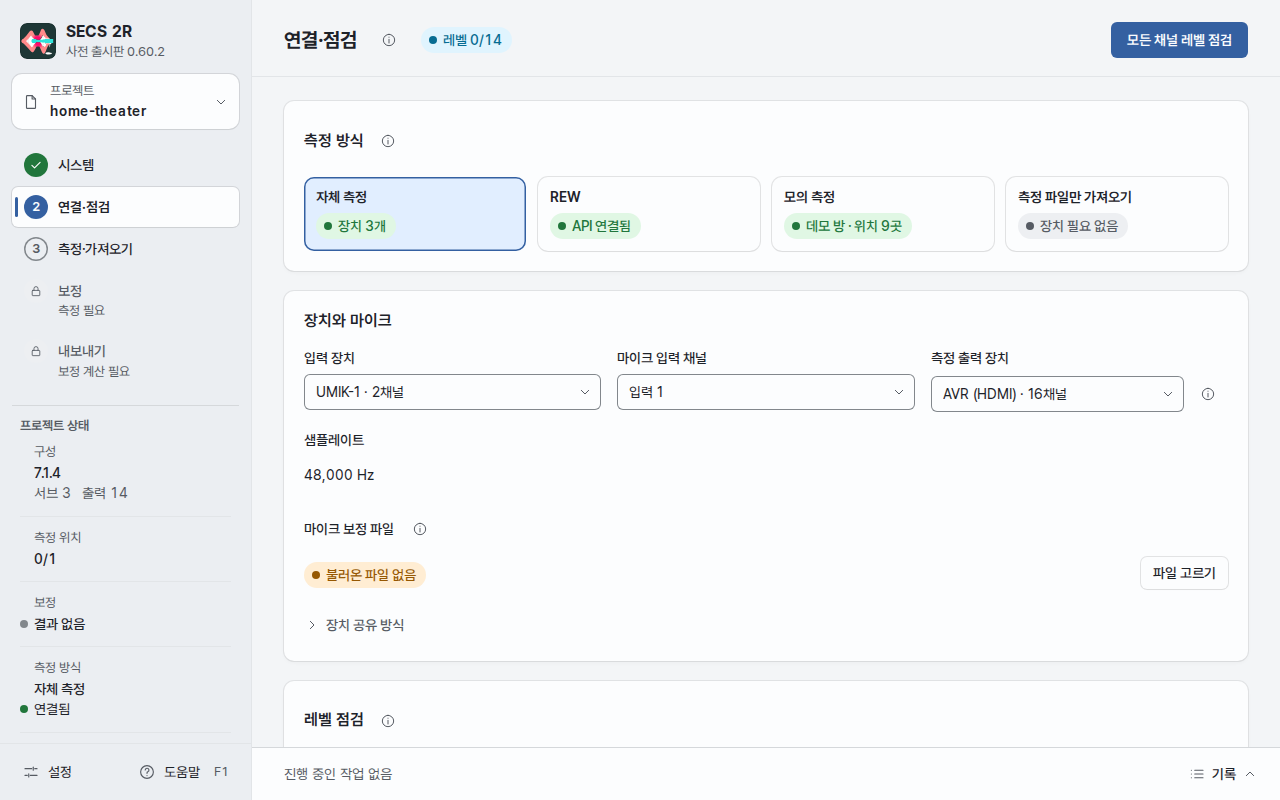 SECS 2R
사전 출시판 0.60.2
프로젝트
home-theater
시스템
2 연결·점검
3 측정·가져오기
보정
측정 필요
내보내기
보정 계산 필요
프로젝트 상태
구성
7.1.4
서브 3 출력 14
측정 위치
0/1
보정
결과 없음
측정 방식
자체 측정
연결됨
설정 도움말 F1
연결·점검 레벨 0/14 모든 채널 레벨 점검
측정 방식
자체 측정 REW 모의 측정 측정 파일만 가져오기
장치 3개 API 연결됨 데모 방 · 위치 9곳 장치 필요 없음
장치와 마이크
입력 장치 마이크 입력 채널 측정 출력 장치
UMIK-1 · 2채널 입력 1 AVR (HDMI) · 16채널
샘플레이트
48,000 Hz
마이크 보정 파일
불러온 파일 없음 파일 고르기
장치 공유 방식
레벨 점검
진행 중인 작업 없음 기록